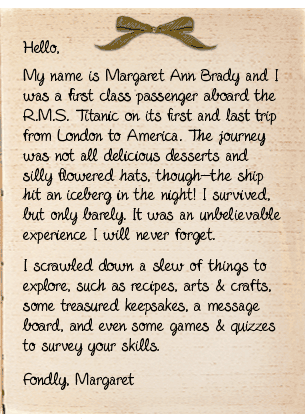 Hello,
My name is Margaret Ann Brady and I
was a first class passenger aboard the
R.M.S. Titanic on its first and last trip
from London to America. The journey
was not all delicious desserts and
silly flowered hats, though—the ship
hit an iceberg in the night! I survived,
but only barely. It was an unbelievable
experience I will never forget.
I scrawled down a slew of things to
explore, such as recipes, arts & crafts,
some treasured keepsakes, a message
board, and even some games & quizzes
to survey your skills.
Fondly, Margaret